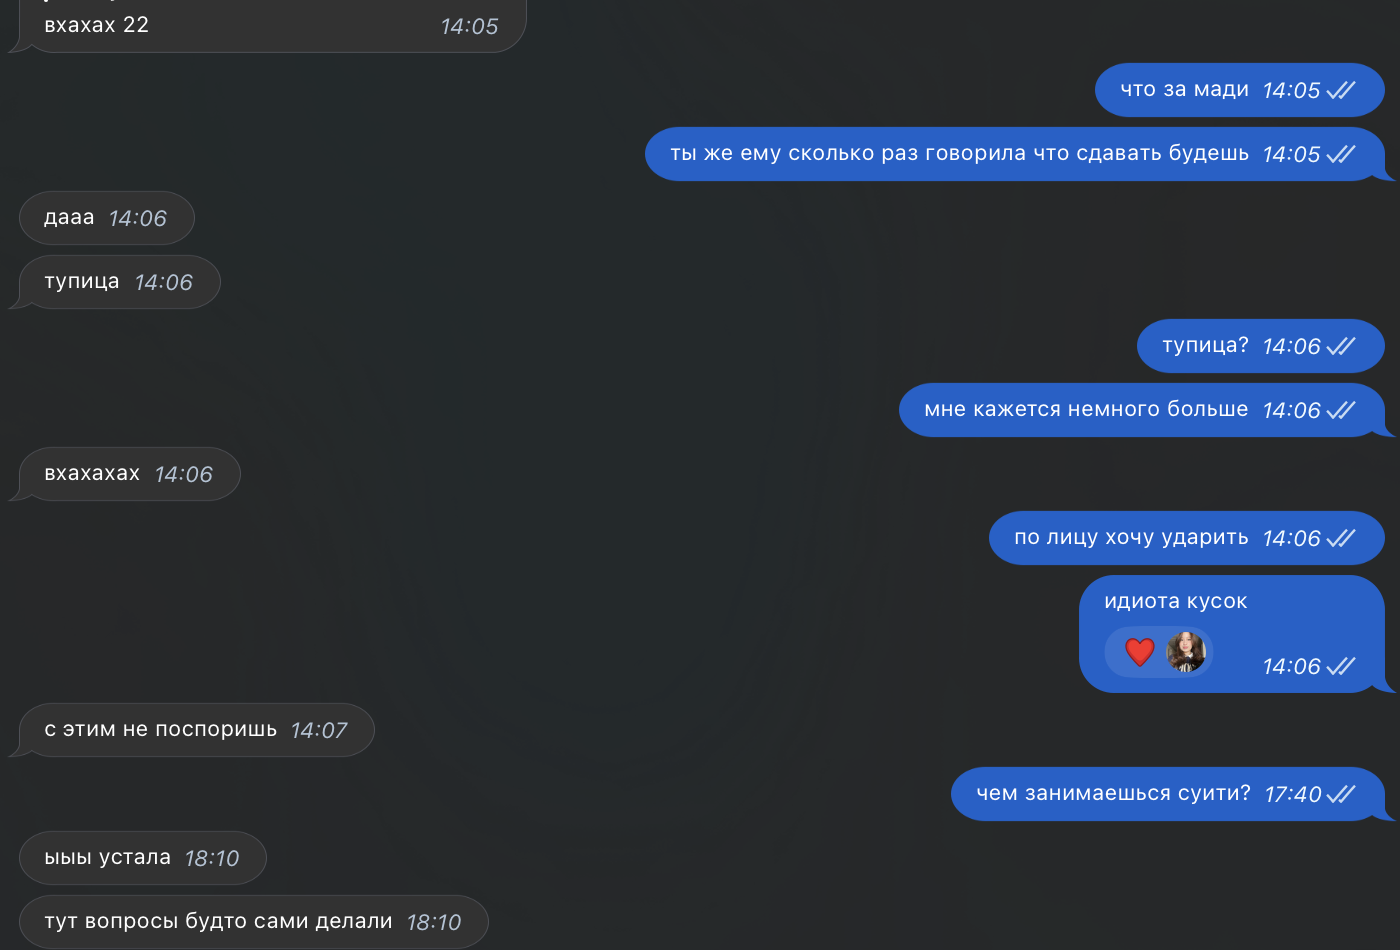 вхахах 22 14:05
что за мади 14:05
ты же ему сколько раз говорила что сдавать будешь 14:05
дааа 14:06
тупица 14:06
тупица? 14:06
мне кажется немного больше 14:06
вхахахах 14:06
по лицу хочу ударить 14:06
идиота кусок
14:06
с этим не поспоришь 14:07
чем занимаешься суити? 17:40
ыыы устала 18:10
тут вопросы будто сами делали 18:10